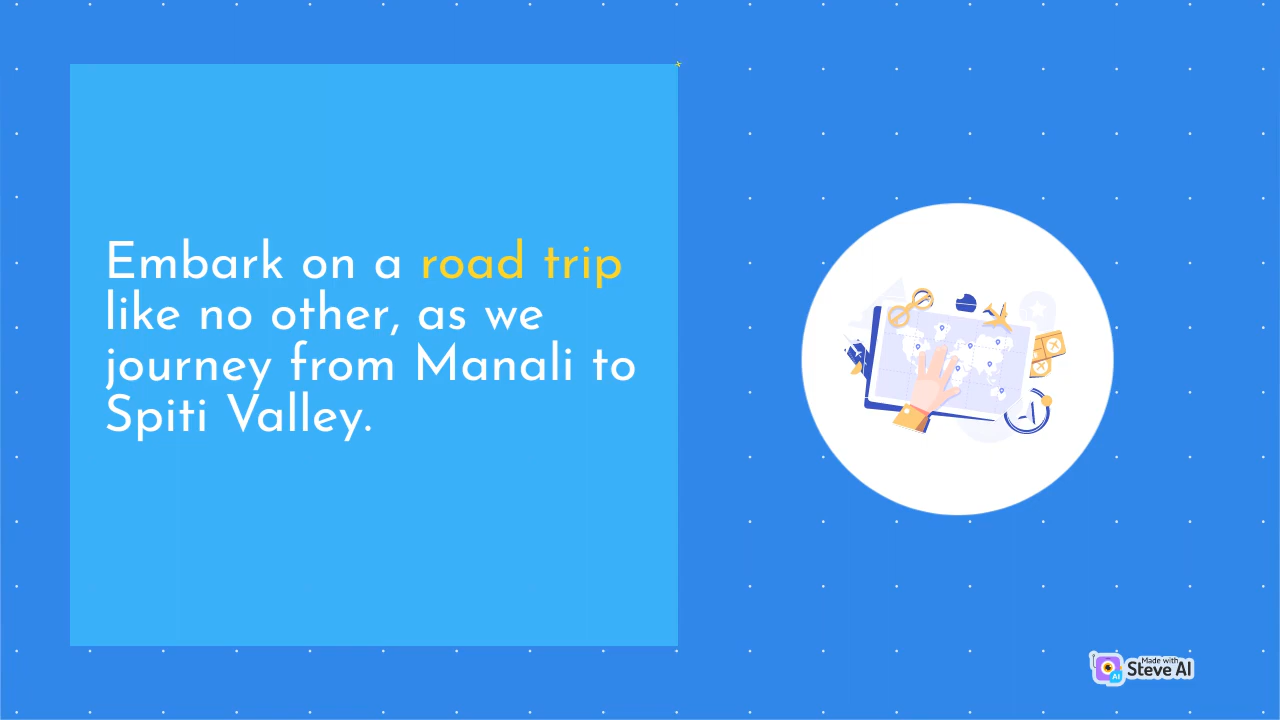 Embark on a road trip
like no other, as we
journey from Manali to
Spiti Valley.
Made with
Steve AI
AI